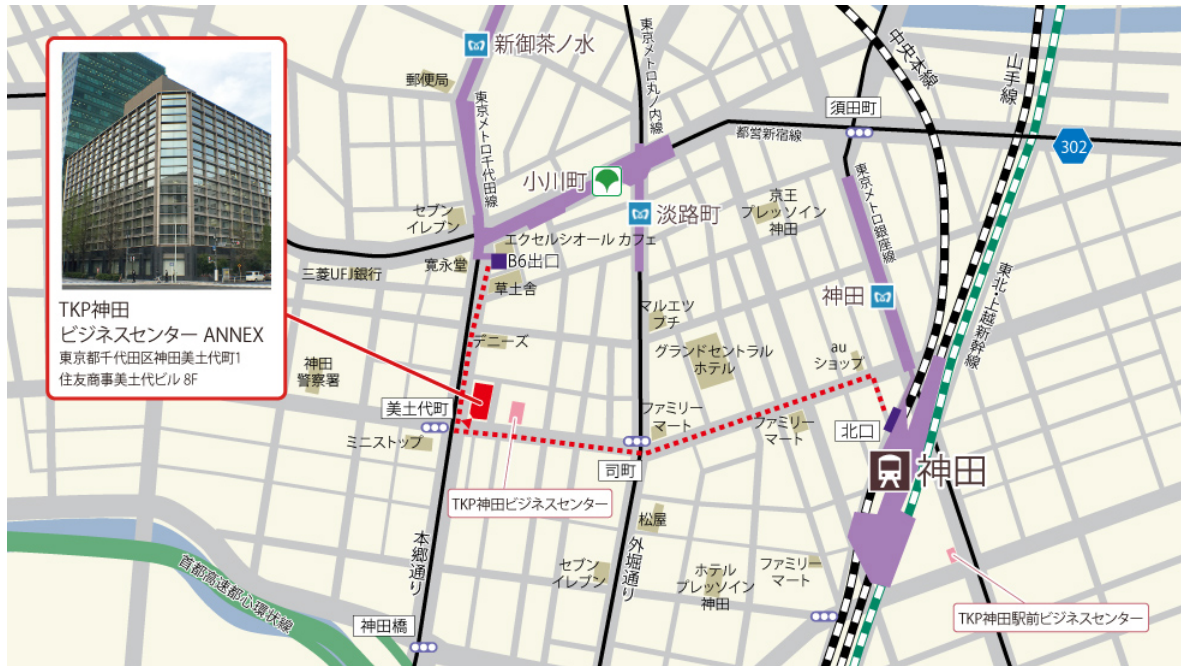 TKP神田
ビジネスセンター ANNEX
東京都千代田区神田美土代町1
住友商事美土代ビル 8F
新御茶ノ水
郵便局
東京メトロ千代田線
東京メトロ丸ノ内線
須田町
中央本線
山手線
都営新宿線
302
小川町
淡路町
セブン
イレブン
エクセルシオール カフェ
B6出口
寛永堂
三菱UFJ銀行
草土舎
京王
プレッソイン
神田
東京メトロ銀座線
神田
東北・上越新幹線
マルエツ
プチ
デニーズ
グランドセントラル
ホテル
au
ショップ
神田
警察署
美土代町
ミニストップ
ファミリー
マート
ファミリー
マート
北口
神田
司町
TKP神田ビジネスセンター
松屋
本郷通り
外堀通り
セブン
イレブン
ホテル
プレッソイン
神田
ファミリー
マート
首都高速都心環状線
神田橋
TKP神田駅前ビジネスセンター